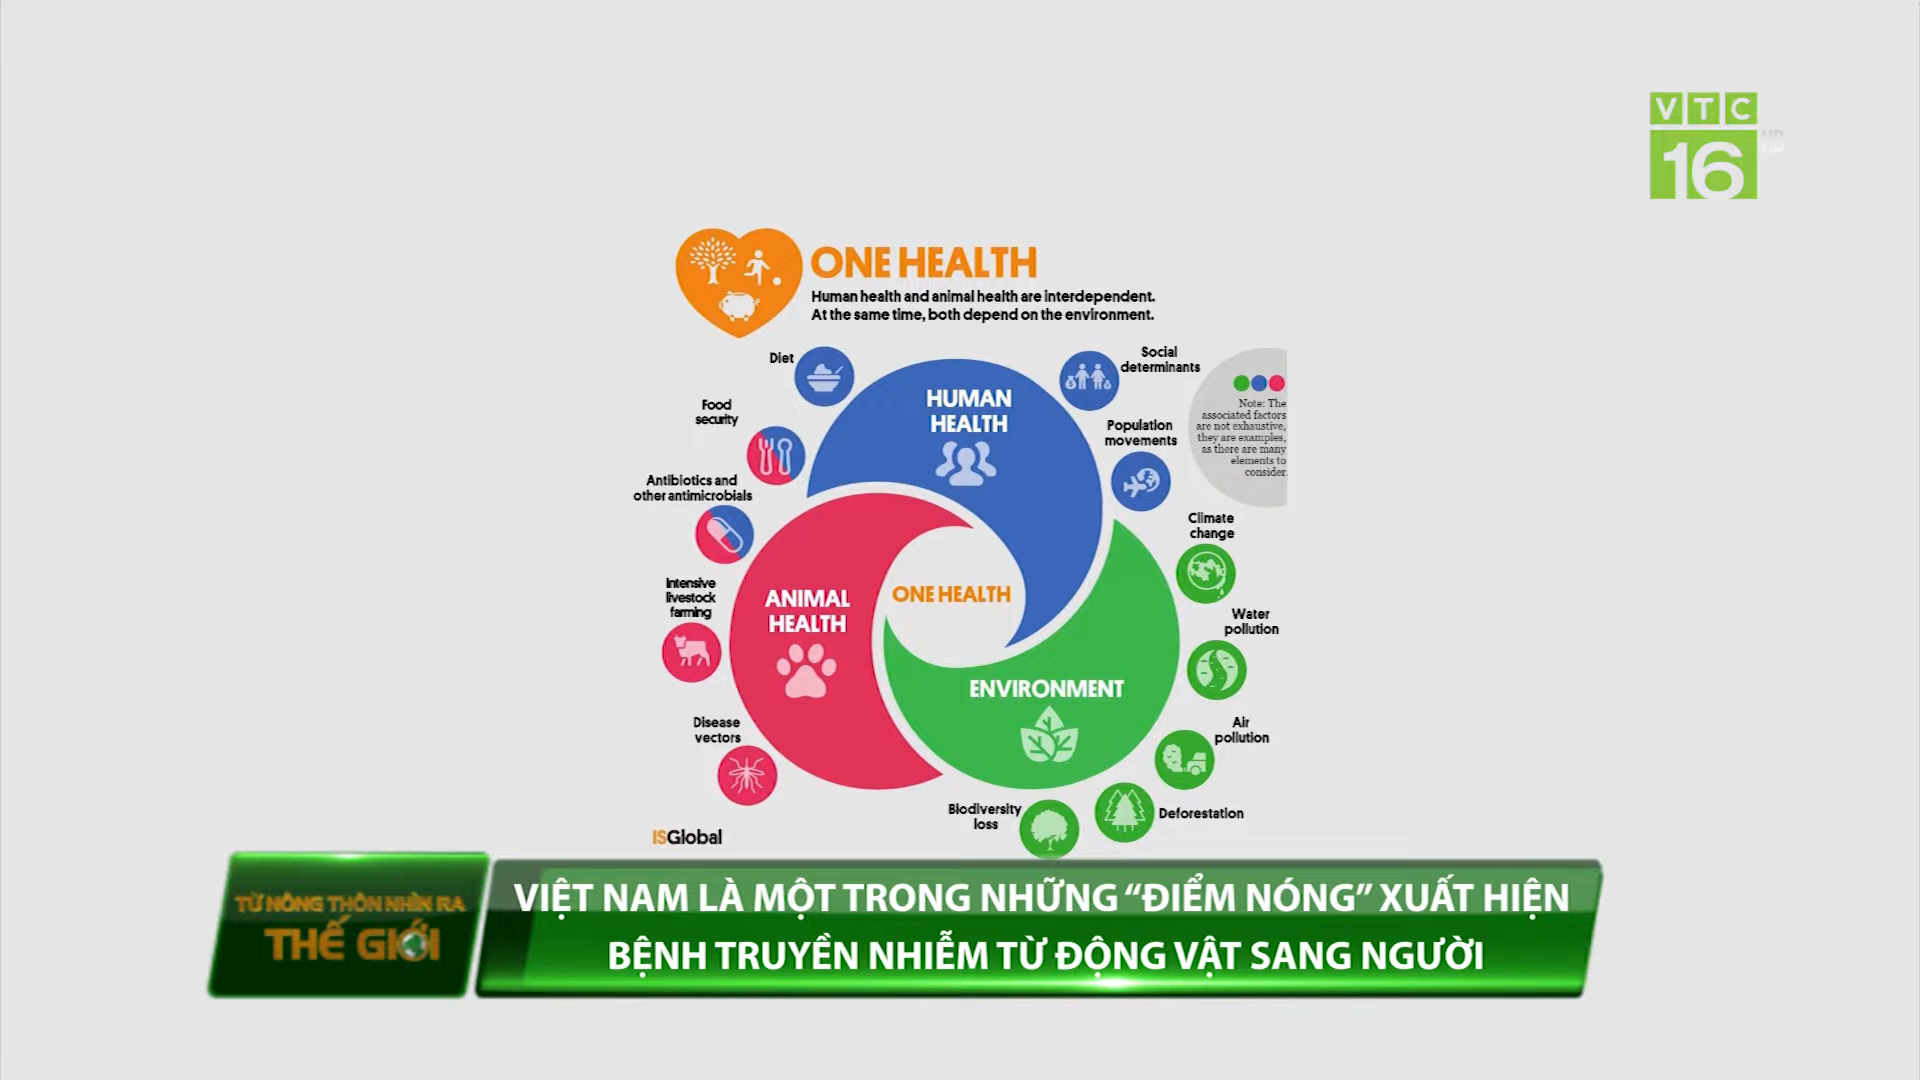 VTC
16
HD
ONE HEALTH
Human health and animal health are interdependent.
At the same time, both depend on the environment.
Diet
Social
determinants
Food
security
Population
movements
Note: The
associated factors
are not exhaustive,
they are examples,
as there are many
elements to
consider.
HUMAN
HEALTH
Antibiotics and
other antimicrobials
Climate
change
Intensive
livestock
farming
ANIMAL
HEALTH
ONE HEALTH
Water
pollution
ENVIRONMENT
Disease
vectors
Air
pollution
Biodiversity
loss
Deforestation
ISGlobal
TỪ NÔNG THÔN NHÌN RA
THẾ GIỚI
VIỆT NAM LÀ MỘT TRONG NHỮNG “ĐIỂM NÓNG” XUẤT HIỆN
BỆNH TRUYỀN NHIỄM TỪ ĐỘNG VẬT SANG NGƯỜI